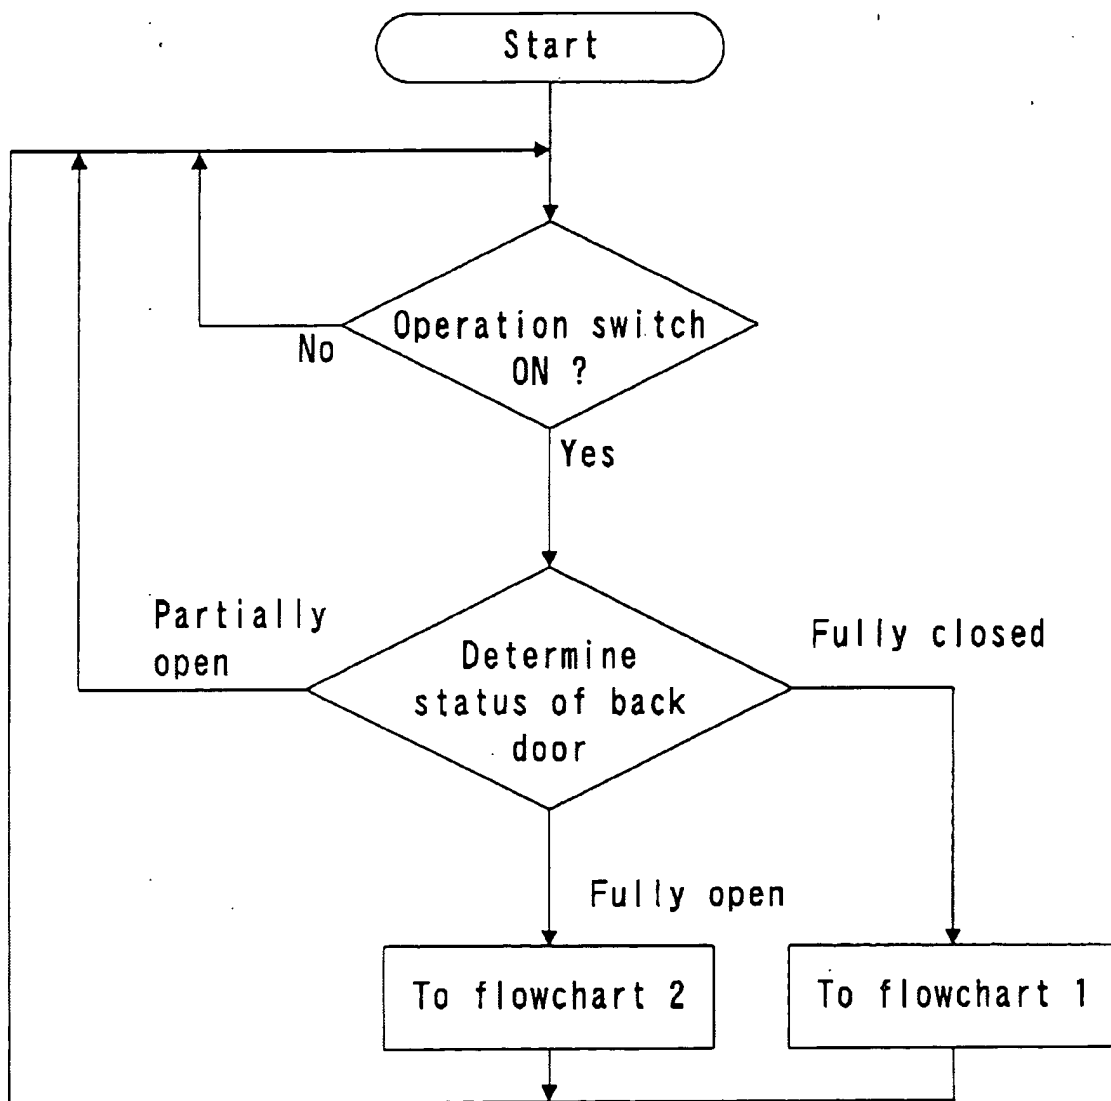 Start
Operation switch
ON ?
No
Yes
Partially
open
Determine
status of back
door
Fully closed
Fully open
To flowchart 2
To flowchart 1